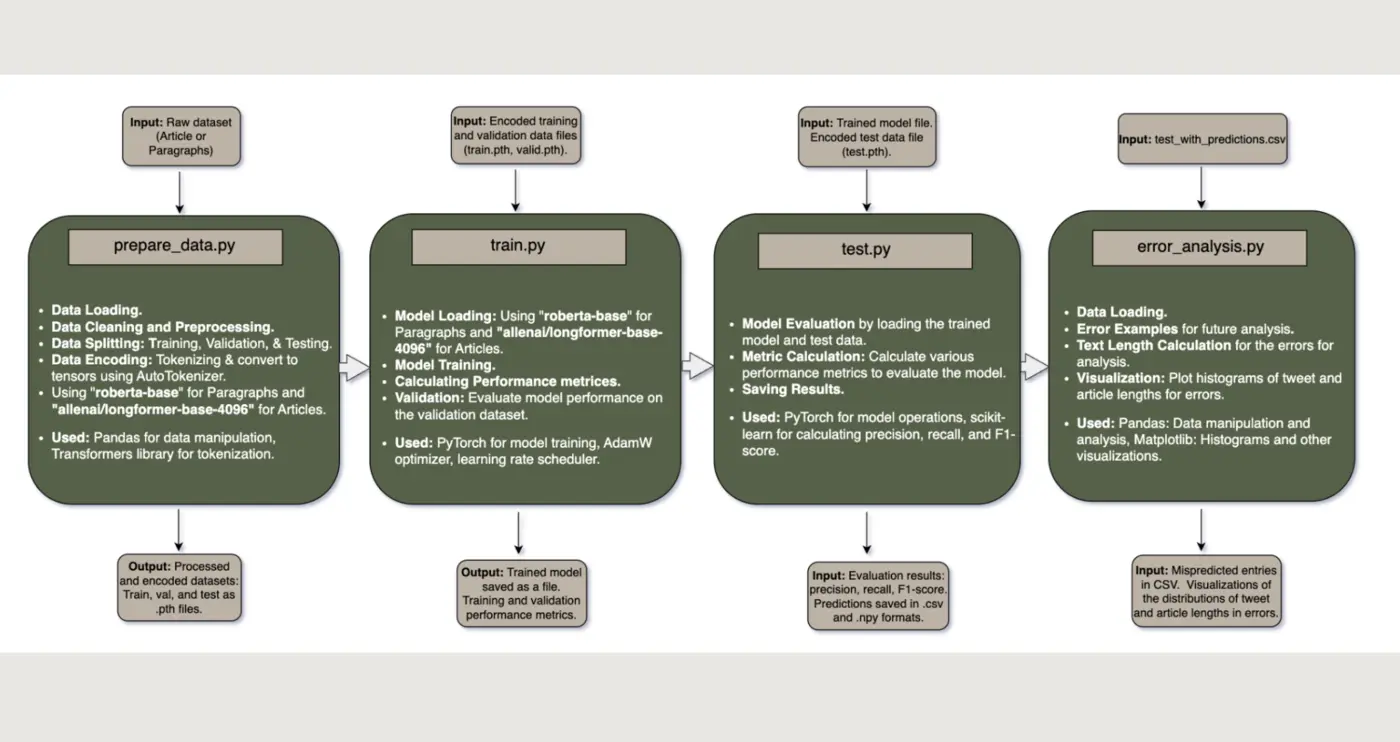 Input: Raw dataset
(Article or
Paragraphs)
prepare_data.py
• Data Loading.
• Data Cleaning and Preprocessing.
• Data Splitting: Training, Validation, & Testing.
• Data Encoding: Tokenizing & convert to
tensors using AutoTokenizer.
• Using "roberta-base" for Paragraphs and
"allenai/longformer-base-4096" for Articles.
• Used: Pandas for data manipulation,
Transformers library for tokenization.
Output: Processed
and encoded datasets:
Train, val, and test as
.pth files.
Input: Encoded training
and validation data files
(train.pth, valid.pth).
train.py
• Model Loading: Using "roberta-base" for
Paragraphs and "allenai/longformer-base-
4096" for Articles.
• Model Training.
• Calculating Performance metrices.
• Validation: Evaluate model performance on
the validation dataset.
• Used: PyTorch for model training, AdamW
optimizer, learning rate scheduler.
Output: Trained model
saved as a file.
Training and validation
performance metrics.
Input: Trained model file.
Encoded test data file
(test.pth).
test.py
• Model Evaluation by loading the trained
model and test data.
• Metric Calculation: Calculate various
performance metrics to evaluate the model.
• Saving Results.
• Used: PyTorch for model operations, scikit-
learn for calculating precision, recall, and F1-
score.
Input: Evaluation results:
precision, recall, F1-score.
Predictions saved in .csv
and .npy formats.
Input: test_with_predictions.csv
error_analysis.py
• Data Loading.
• Error Examples for future analysis.
• Text Length Calculation for the errors for
analysis.
• Visualization: Plot histograms of tweet and
article lengths for errors.
• Used: Pandas: Data manipulation and
analysis, Matplotlib: Histograms and other
visualizations.
Input: Mispredicted entries
in CSV. Visualizations of
the distributions of tweet
and article lengths in errors.